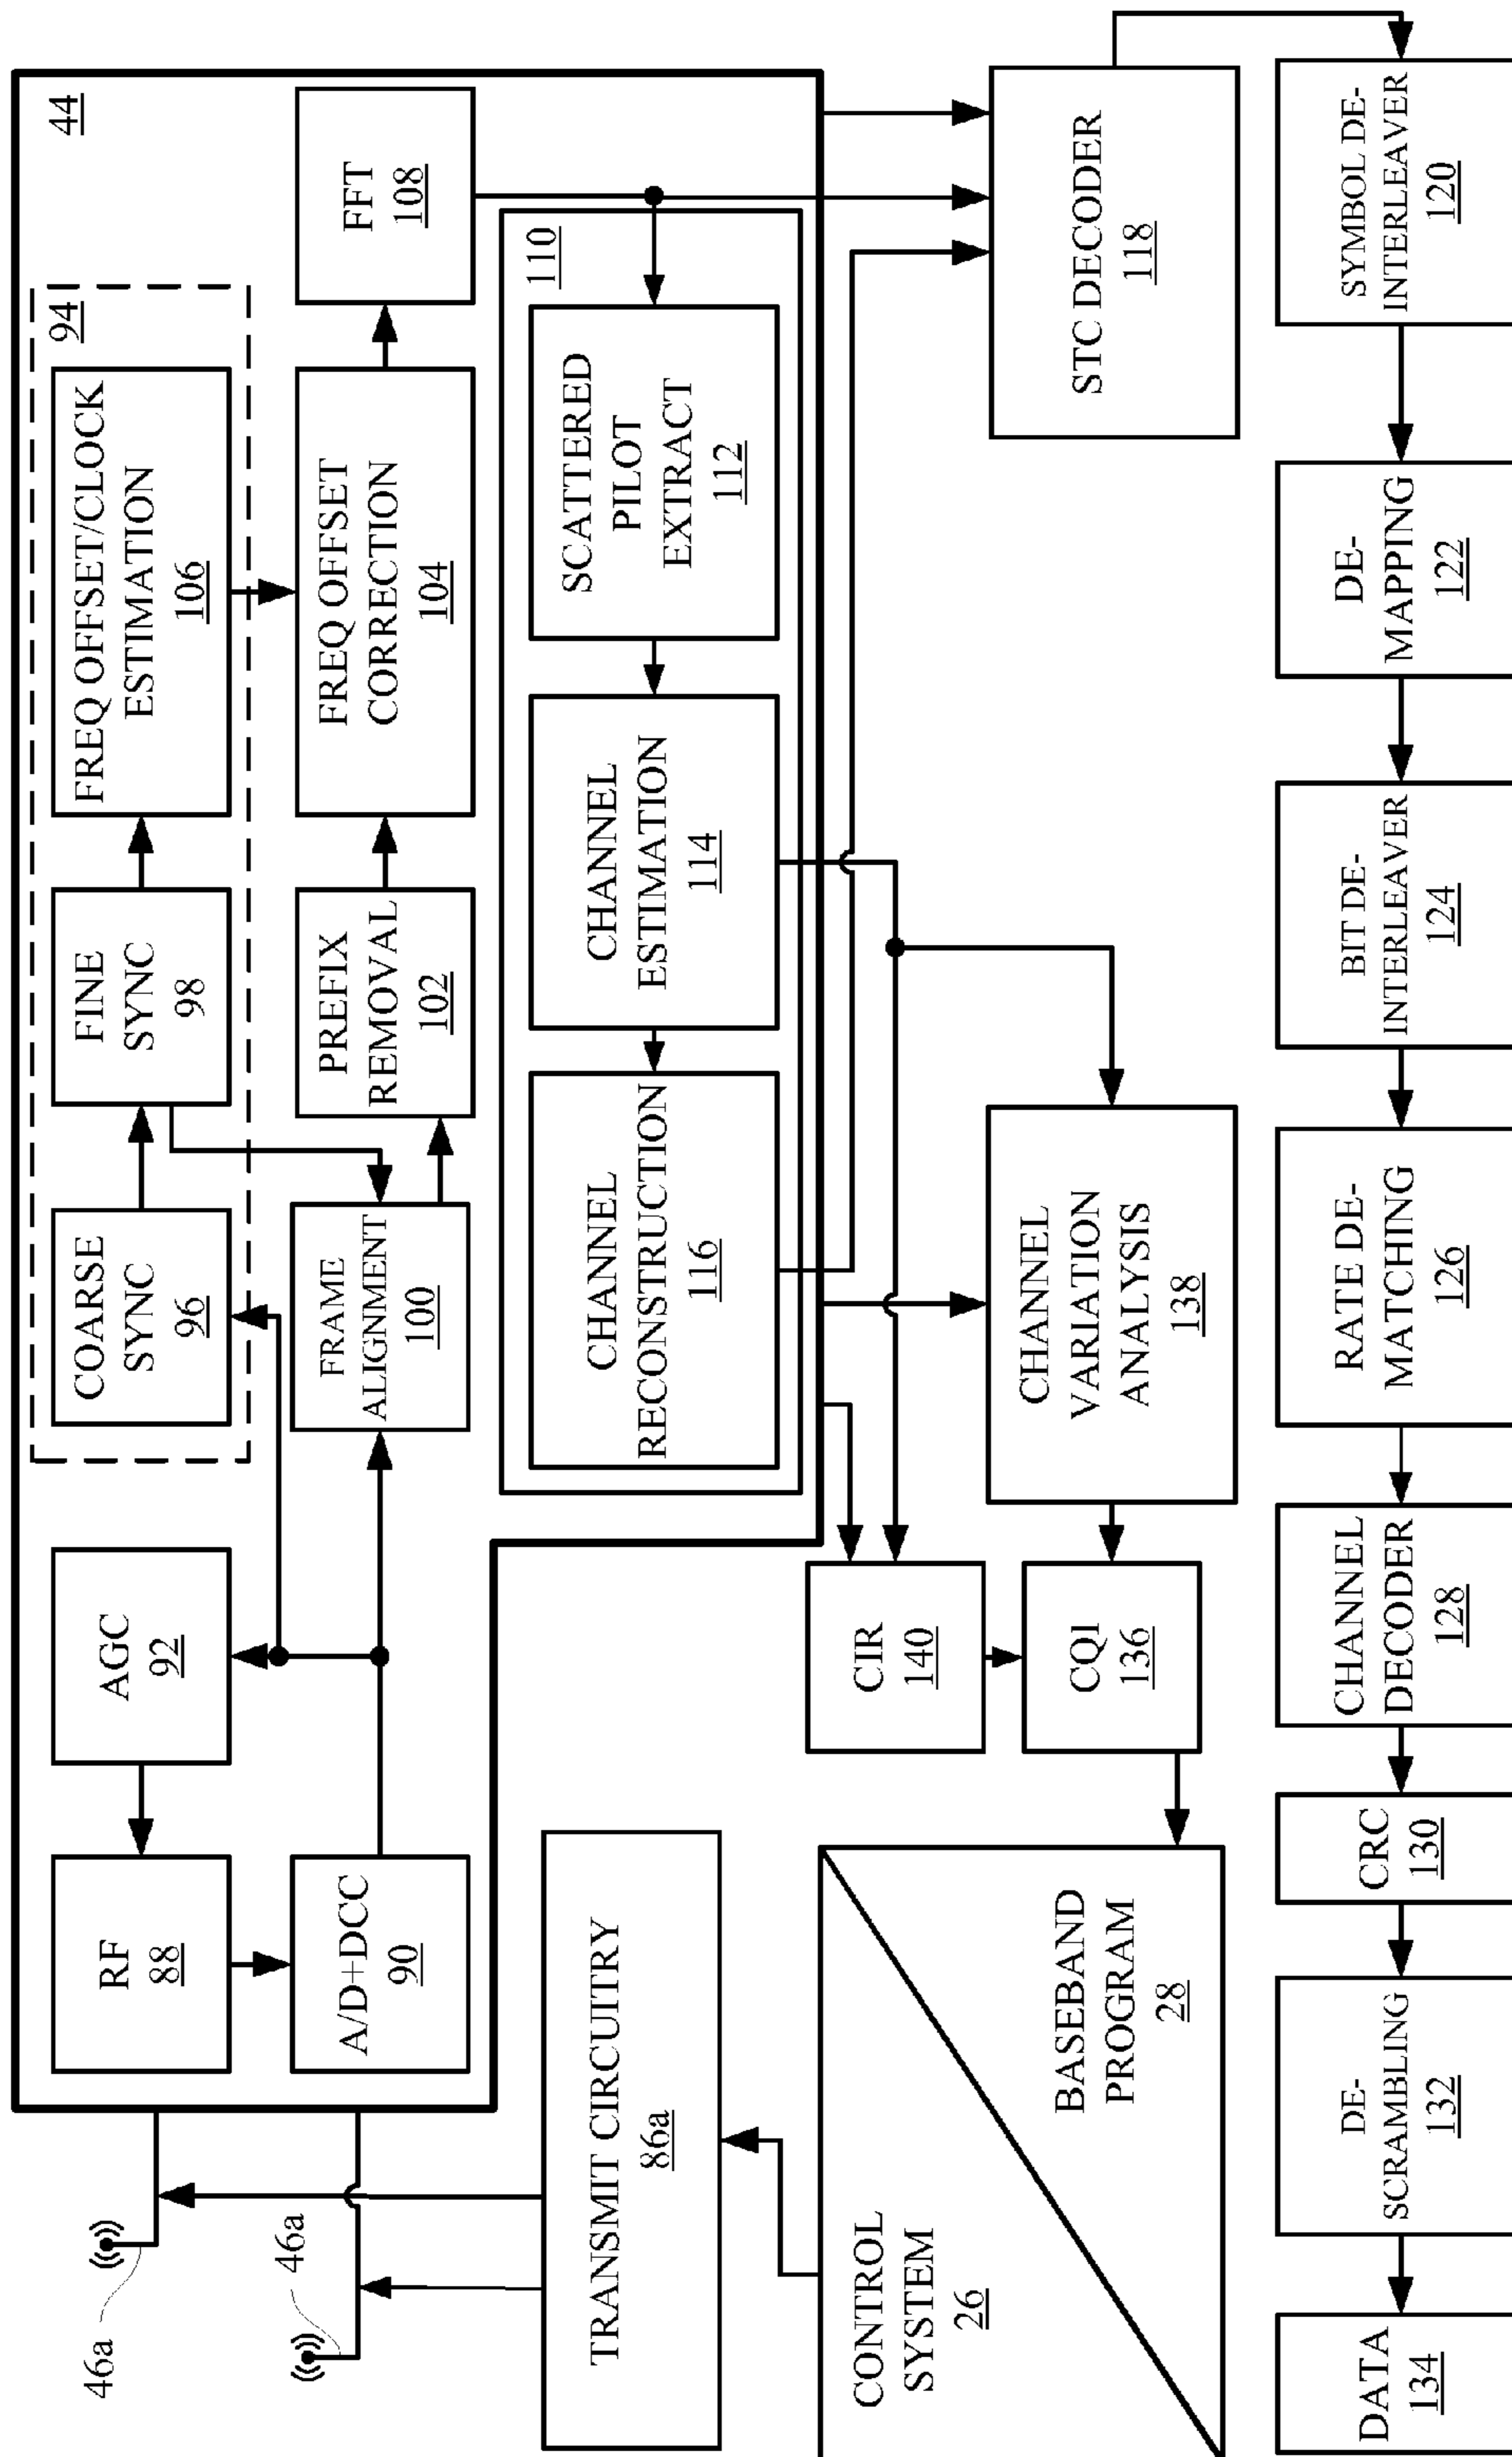 44
46a
46a
RF
88
AGC
92
A/D+DCC
90
94
COARSE
SYNC
96
FINE
SYNC
98
FREQ OFFSET/CLOCK
ESTIMATION
106
FRAME
ALIGNMENT
100
PREFIX
REMOVAL
102
FREQ OFFSET
CORRECTION
104
FFT
108
110
CHANNEL
RECONSTRUCTION
116
CHANNEL
ESTIMATION
114
SCATTERED
PILOT
EXTRACT
112
TRANSMIT CIRCUITRY
86a
CIR
140
CONTROL
SYSTEM
26
BASEBAND
PROGRAM
28
CQI
136
CHANNEL
VARIATION
ANALYSIS
138
STC DECODER
118
DATA
134
DE-
SCRAMBLING
132
CRC
130
CHANNEL
DECODER
128
RATE DE-
MATCHING
126
BIT DE-
INTERLEAVER
124
DE-
MAPPING
122
SYMBOL DE-
INTERLEAVER
120